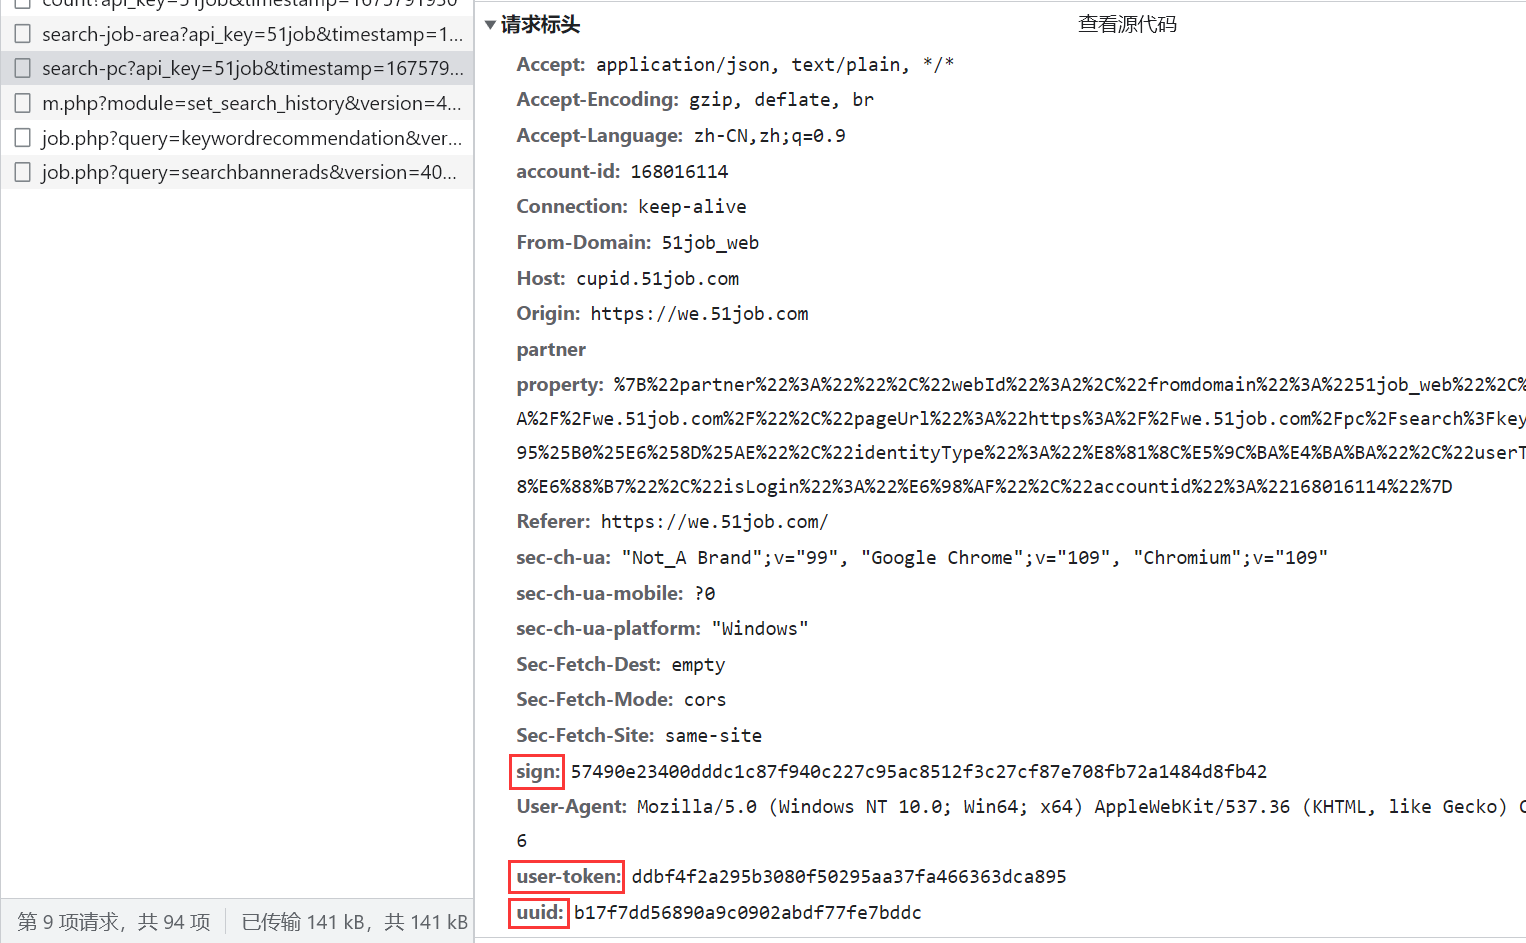 count?api_key=51job&timestamp=1675791930
search-job-area?api_key=51job&timestamp=1...
search-pc?api_key=51job&timestamp=167579...
m.php?module=set_search_history&version=4...
job.php?query=keywordrecommendation&ver...
job.php?query=searchbannerads&version=40...
第 9 项请求，共 94 项
已传输 141 kB，共 141 kB
请求标头
查看源代码
Accept: application/json, text/plain, */*
Accept-Encoding: gzip, deflate, br
Accept-Language: zh-CN,zh;q=0.9
account-id: 168016114
Connection: keep-alive
From-Domain: 51job_web
Host: cupid.51job.com
Origin: https://we.51job.com
partner
property: %7B%22partner%22%3A%22%22%2C%22webId%22%3A2%2C%22fromdomain%22%3A%2251job_web%22%2C%
A%2F%2Fwe.51job.com%2F%22%2C%22pageUrl%22%3A%22https%3A%2F%2Fwe.51job.com%2Fpc%2Fsearch%3Fkey
95%25B0%25E6%258D%25AE%22%2C%22identityType%22%3A%22%E8%81%8C%E5%9C%BA%E4%BA%BA%22%2C%22userT
8%E6%88%B7%22%2C%22isLogin%22%3A%22%E6%98%AF%22%2C%22accountid%22%3A%22168016114%22%7D
Referer: https://we.51job.com/
sec-ch-ua: "Not_A Brand";v="99", "Google Chrome";v="109", "Chromium";v="109"
sec-ch-ua-mobile: ?0
sec-ch-ua-platform: "Windows"
Sec-Fetch-Dest: empty
Sec-Fetch-Mode: cors
Sec-Fetch-Site: same-site
sign: 57490e23400dddc1c87f940c227c95ac8512f3c27cf87e708fb72a1484d8fb42
User-Agent: Mozilla/5.0 (Windows NT 10.0; Win64; x64) AppleWebKit/537.36 (KHTML, like Gecko) C
6
user-token: ddbf4f2a295b3080f50295aa37fa466363dca895
uuid: b17f7dd56890a9c0902abdf77fe7bddc